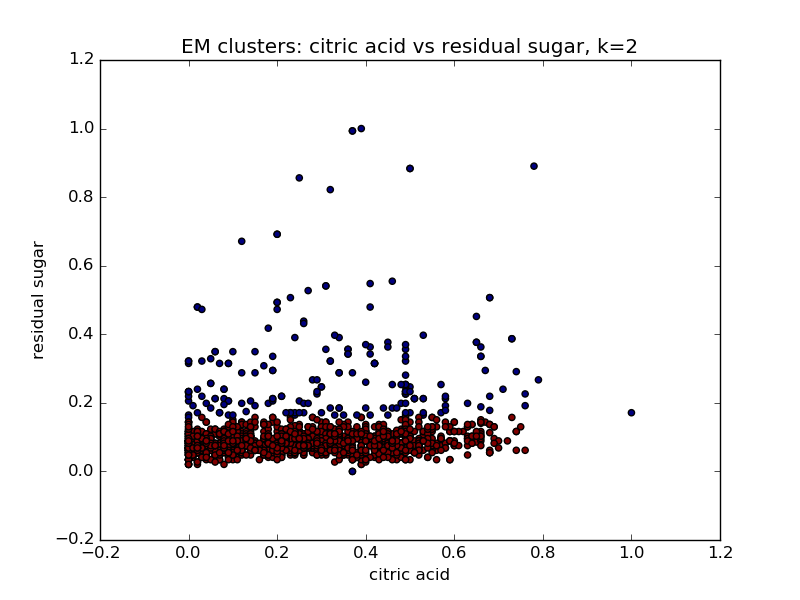 EM clusters: citric acid vs residual sugar, k=2
1.2
1.0
0.8
0.6
0.4
0.2
0.0
−0.2
residual sugar
−0.2 0.0 0.2 0.4 0.6 0.8 1.0 1.2
citric acid